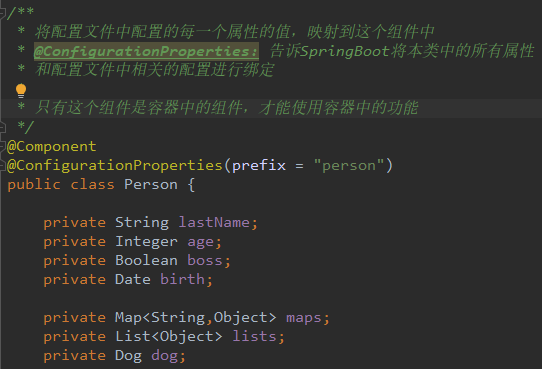 /**
* 将配置文件中配置的每一个属性的值，映射到这个组件中
* @ConfigurationProperties: 告诉SpringBoot将本类中的所有属性
* 和配置文件中相关的配置进行绑定
* 只有这个组件是容器中的组件，才能使用容器中的功能
*/
@Component
@ConfigurationProperties(prefix = "person")
public class Person {
private String lastName;
private Integer age;
private Boolean boss;
private Date birth;
private Map<String,Object> maps;
private List<Object> lists;
private Dog dog;